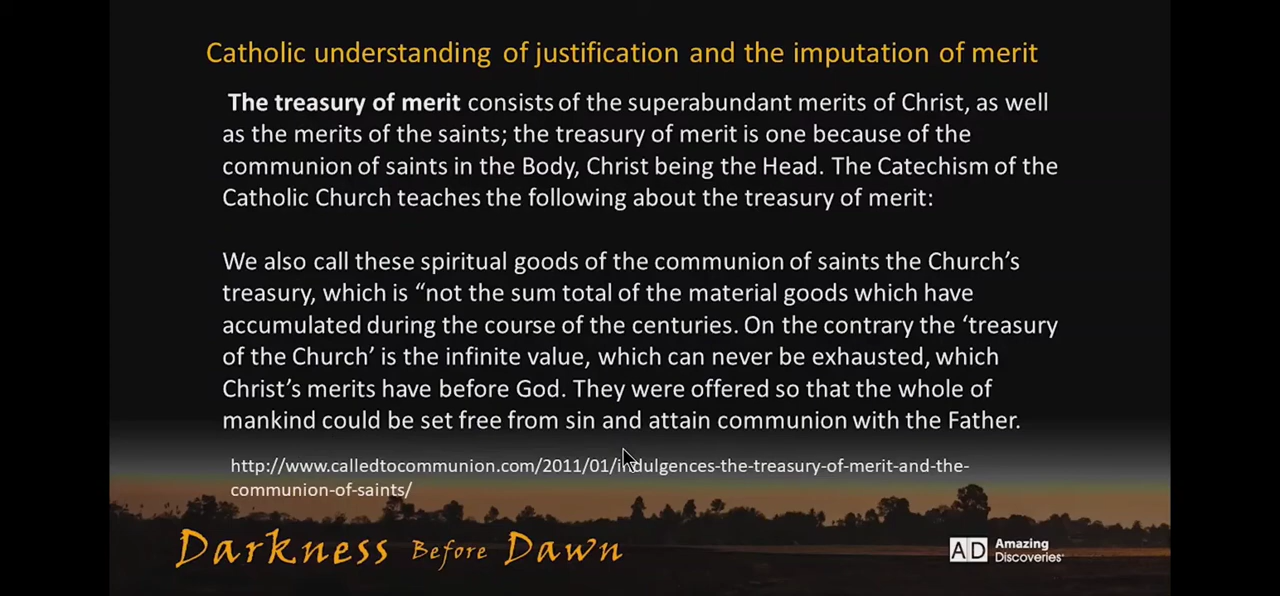 Catholic understanding of justification and the imputation of merit
The treasury of merit consists of the superabundant merits of Christ, as well
as the merits of the saints; the treasury of merit is one because of the
communion of saints in the Body, Christ being the Head. The Catechism of the
Catholic Church teaches the following about the treasury of merit:
We also call these spiritual goods of the communion of saints the Church’s
treasury, which is “not the sum total of the material goods which have
accumulated during the course of the centuries. On the contrary the ‘treasury
of the Church’ is the infinite value, which can never be exhausted, which
Christ’s merits have before God. They were offered so that the whole of
mankind could be set free from sin and attain communion with the Father.
http://www.calledtocommunion.com/2011/01/indulgences-the-treasury-of-merit-and-the-
communion-of-saints/
Darkness Before Dawn
AD Amazing
Discoveries